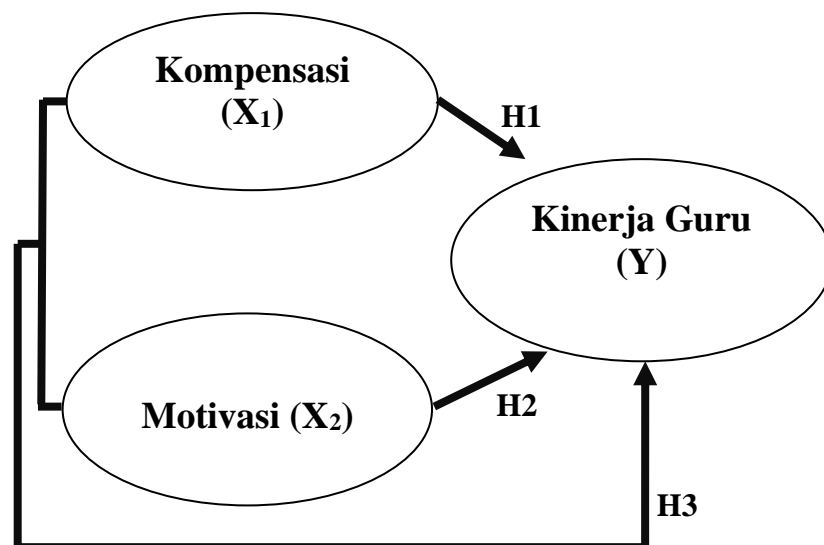 Kompensasi
(X₁)
H1
Kinerja Guru
(Y)
Motivasi (X₂)
H2
H3